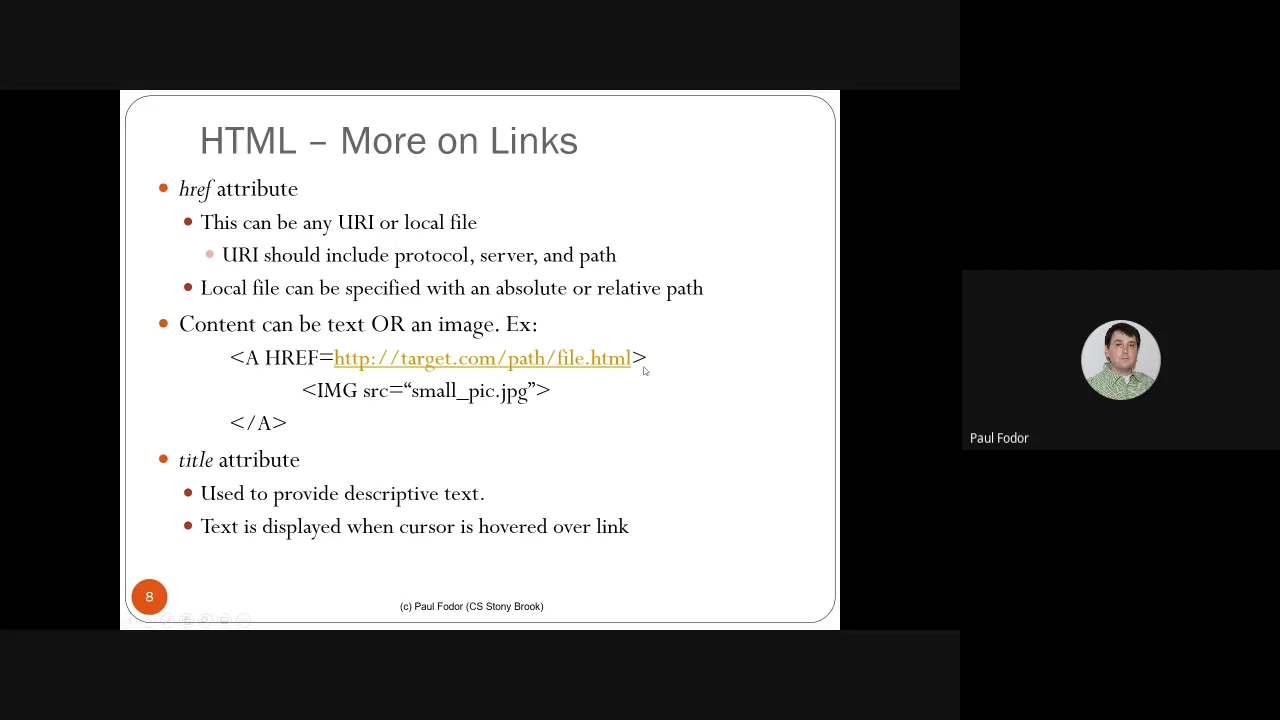 HTML – More on Links
href attribute
This can be any URI or local file
URI should include protocol, server, and path
Local file can be specified with an absolute or relative path
Content can be text OR an image. Ex:
<A HREF=http://target.com/path/file.html>
<IMG src=“small_pic.jpg”>
</A>
title attribute
Used to provide descriptive text.
Text is displayed when cursor is hovered over link
8
(c) Paul Fodor (CS Stony Brook)
Paul Fodor